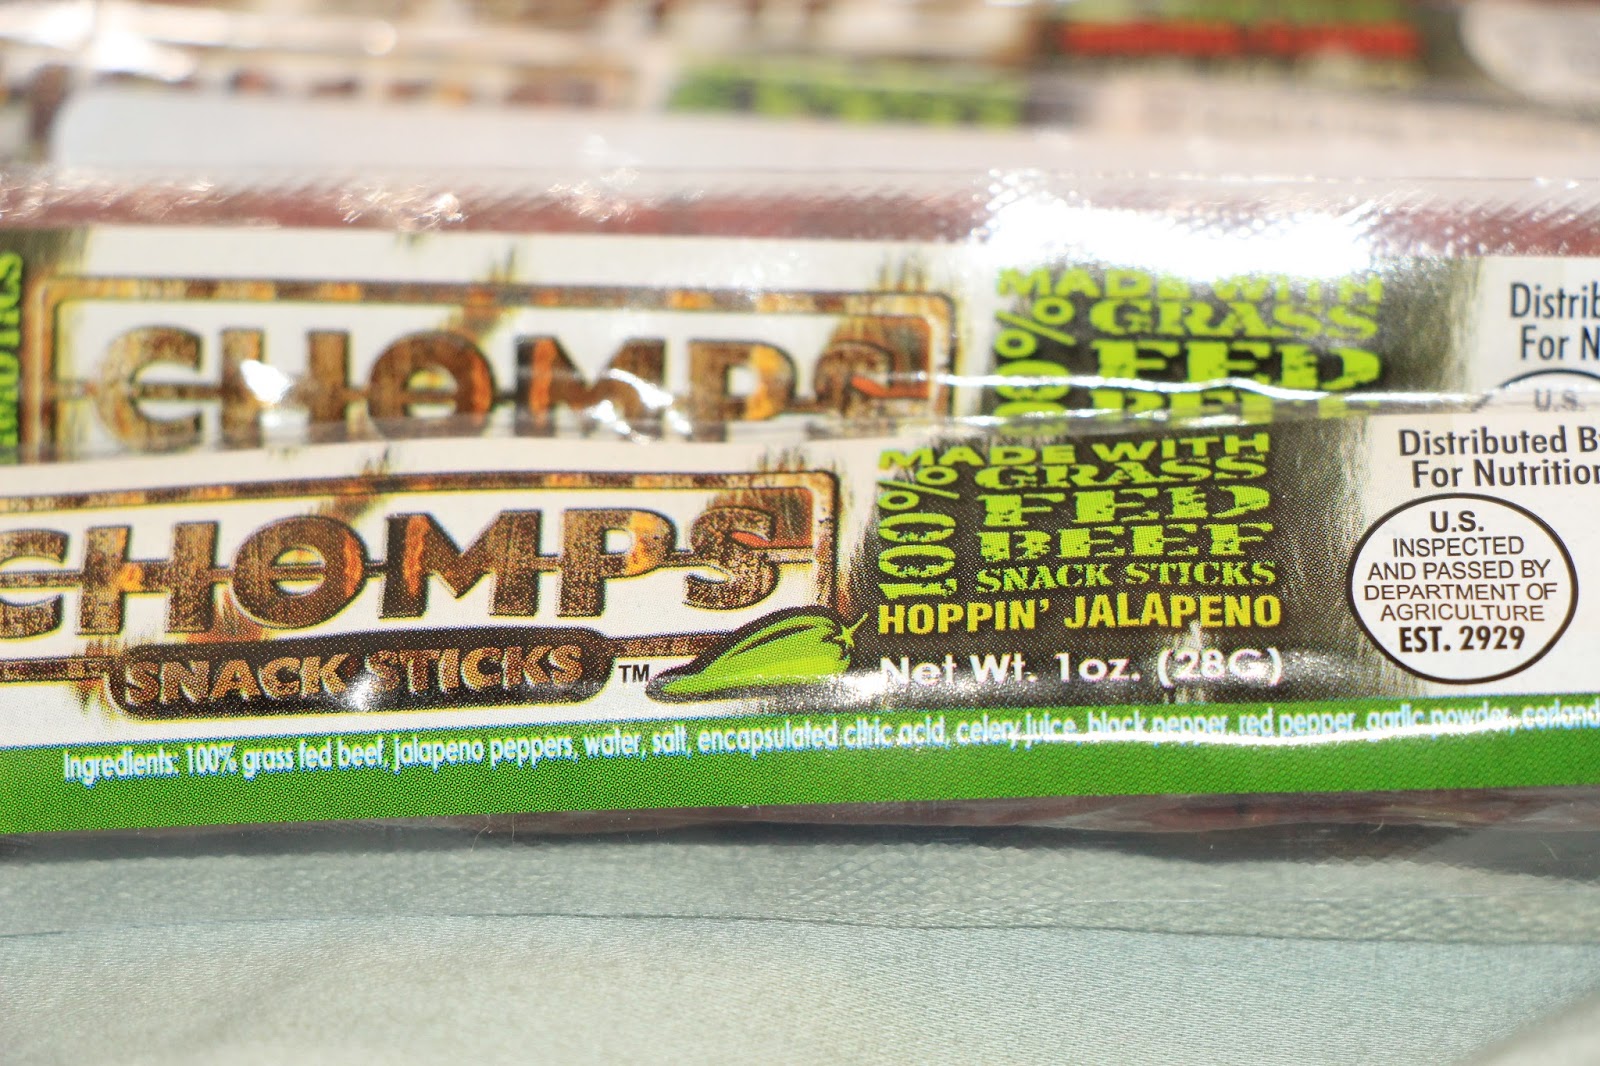 CHOMPS
MADE WITH
100% GRASS
FED
BEEF
Distrib
For N
U.S.
CHOMPS
SNACK STICKS ™
MADE WITH
100% GRASS
FED
BEEF
SNACK STICKS
HOPPIN' JALAPENO
Net Wt. 1oz. (28G)
Distributed B
For Nutrition
U.S.
INSPECTED
AND PASSED BY
DEPARTMENT OF
AGRICULTURE
EST. 2929
Ingredients: 100% grass fed beef, jalapeno peppers, water, salt, encapsulated citric acid, celery juice, black pepper, red pepper, garlic powder, coriand